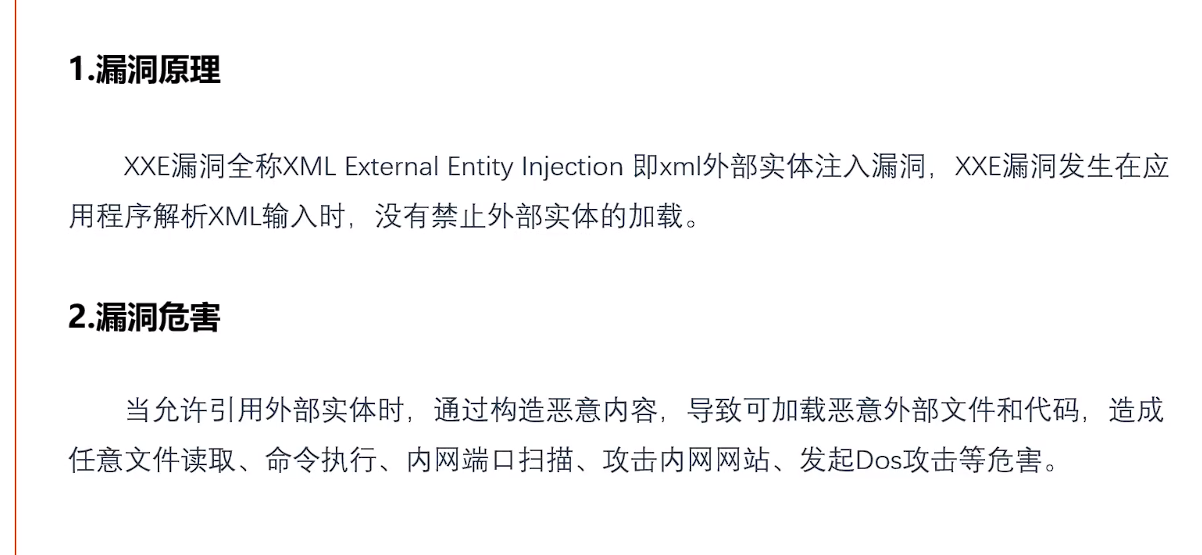 1.漏洞原理
XXE漏洞全称XML External Entity Injection 即xml外部实体注入漏洞，XXE漏洞发生在应
用程序解析XML输入时，没有禁止外部实体的加载。
2.漏洞危害
当允许引用外部实体时，通过构造恶意内容，导致可加载恶意外部文件和代码，造成
任意文件读取、命令执行、内网端口扫描、攻击内网网站、发起Dos攻击等危害。